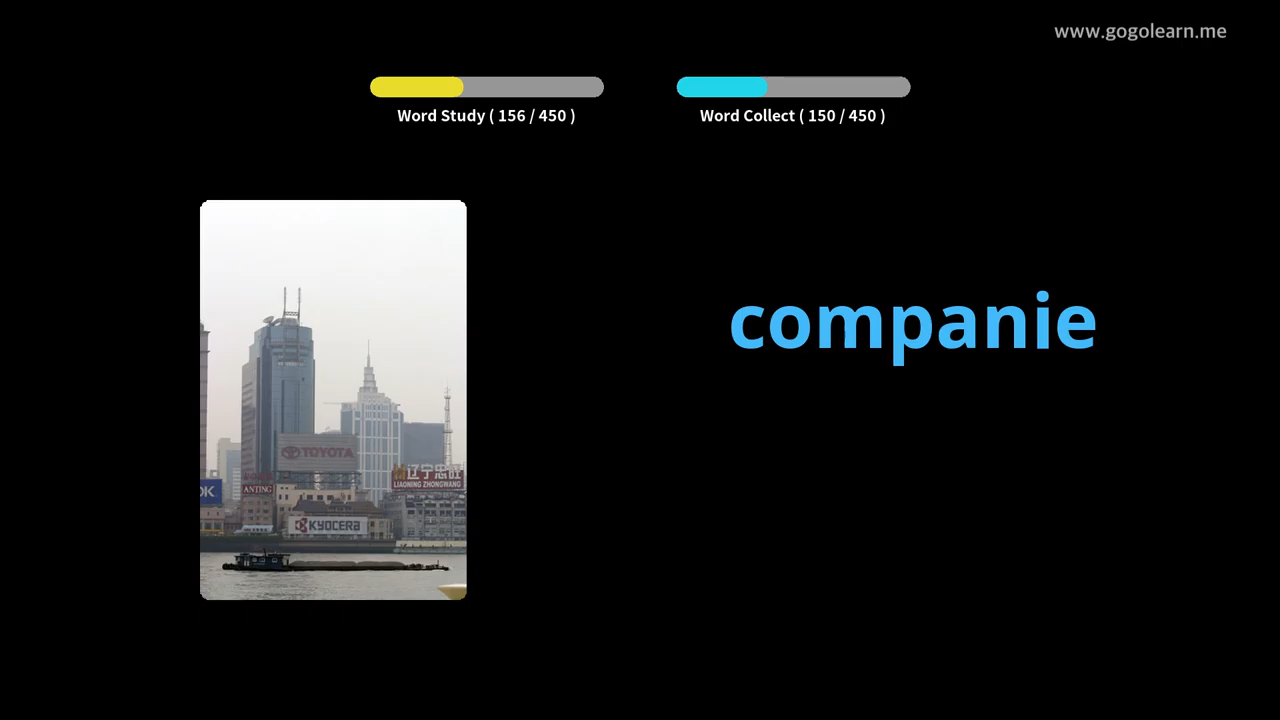 www.gogolearn.me
Word Study ( 156 / 450 )
Word Collect ( 150 / 450 )
companie
TOYOTA
辽宁忠旺
LIAONING ZHONGWANG
OK
ANTING
KYOCERA